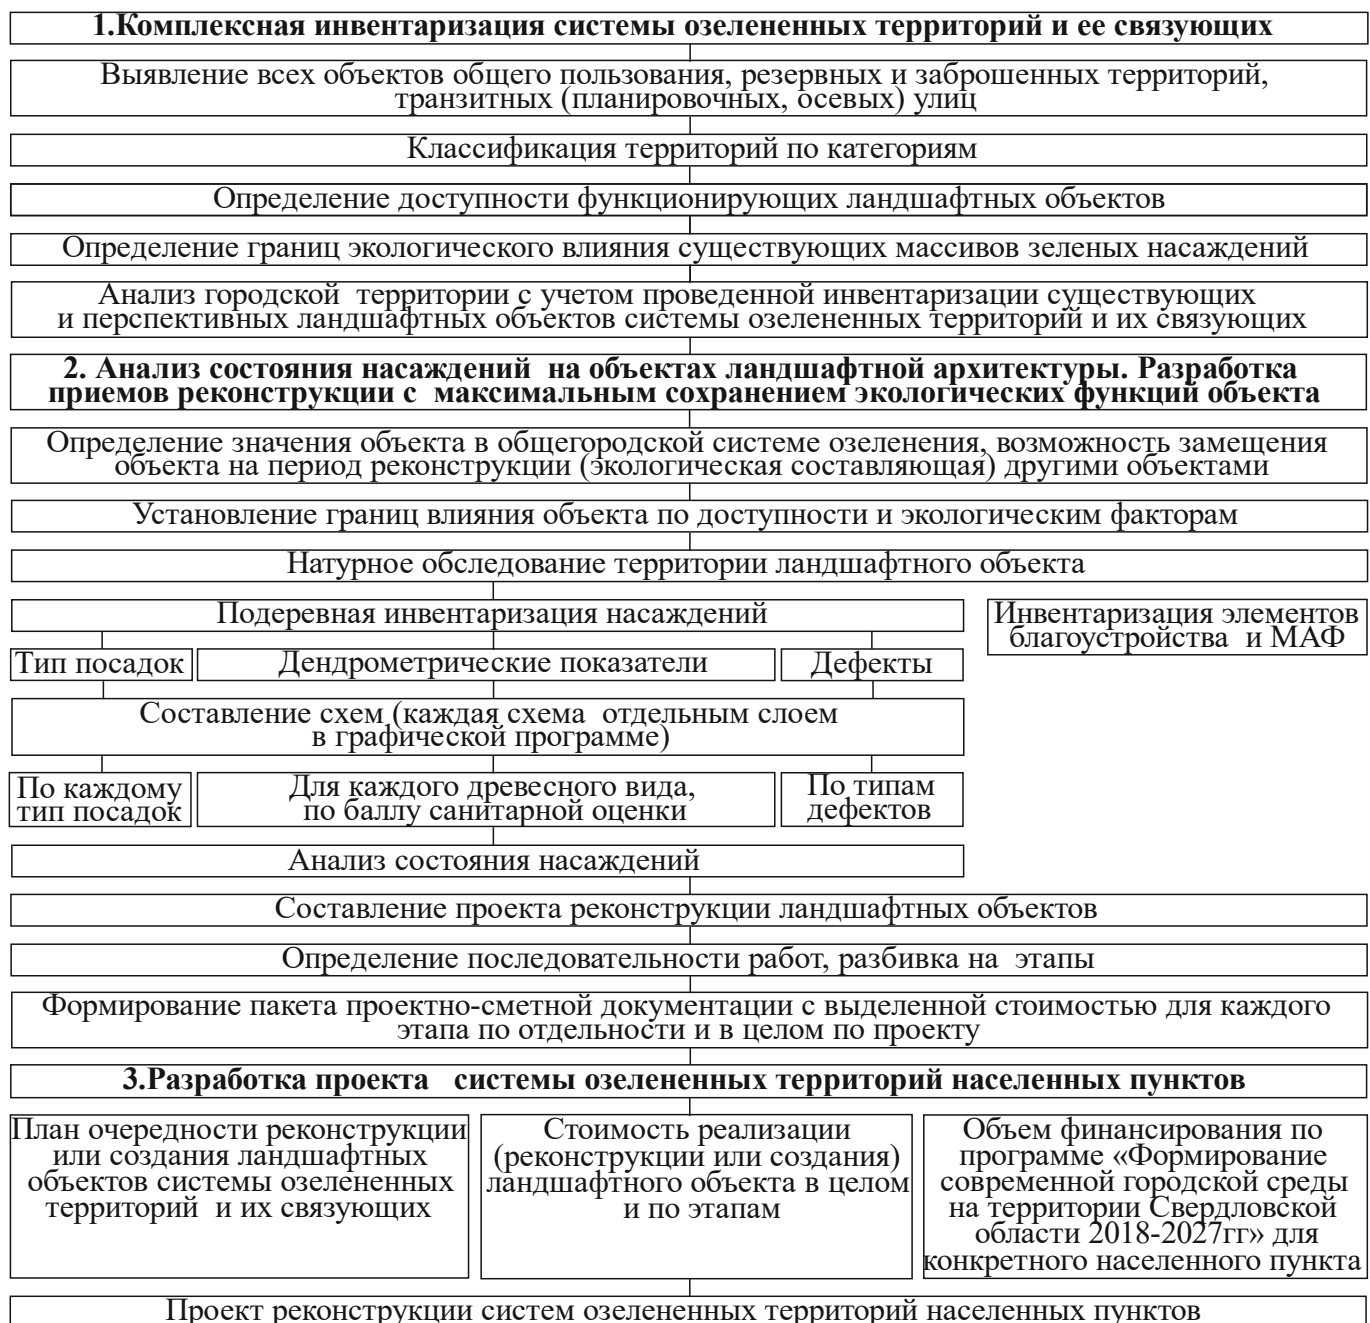 1.Комплексная инвентаризация системы озелененных территорий и ее связующих
Выявление всех объектов общего пользования, резервных и заброшенных территорий,
транзитных (планировочных, осевых) улиц
Классификация территорий по категориям
Определение доступности функционирующих ландшафтных объектов
Определение границ экологического влияния существующих массивов зеленых насаждений
Анализ городской территории с учетом проведенной инвентаризации существующих
и перспективных ландшафтных объектов системы озелененных территорий и их связующих
2. Анализ состояния насаждений на объектах ландшафтной архитектуры. Разработка
приемов реконструкции с максимальным сохранением экологических функций объекта
Определение значения объекта в общегородской системе озеленения, возможность замещения
объекта на период реконструкции (экологическая составляющая) другими объектами
Установление границ влияния объекта по доступности и экологическим факторам
Натурное обследование территории ландшафтного объекта
Подеревная инвентаризация насаждений
Инвентаризация элементов
благоустройства и МАФ
Тип посадок
Дендрометрические показатели
Дефекты
Составление схем (каждая схема отдельным слоем
в графической программе)
По каждому
тип посадок
Для каждого древесного вида,
по баллу санитарной оценки
По типам
дефектов
Анализ состояния насаждений
Составление проекта реконструкции ландшафтных объектов
Определение последовательности работ, разбивка на этапы
Формирование пакета проектно-сметной документации с выделенной стоимостью для каждого
этапа по отдельности и в целом по проекту
3.Разработка проекта системы озелененных территорий населенных пунктов
План очередности реконструкции
или создания ландшафтных
объектов системы озелененных
территорий и их связующих
Стоимость реализации
(реконструкции или создания)
ландшафтного объекта в целом
и по этапам
Объем финансирования по
программе «Формирование
современной городской среды
на территории Свердловской
области 2018-2027гг» для
конкретного населенного пункта
Проект реконструкции систем озелененных территорий населенных пунктов